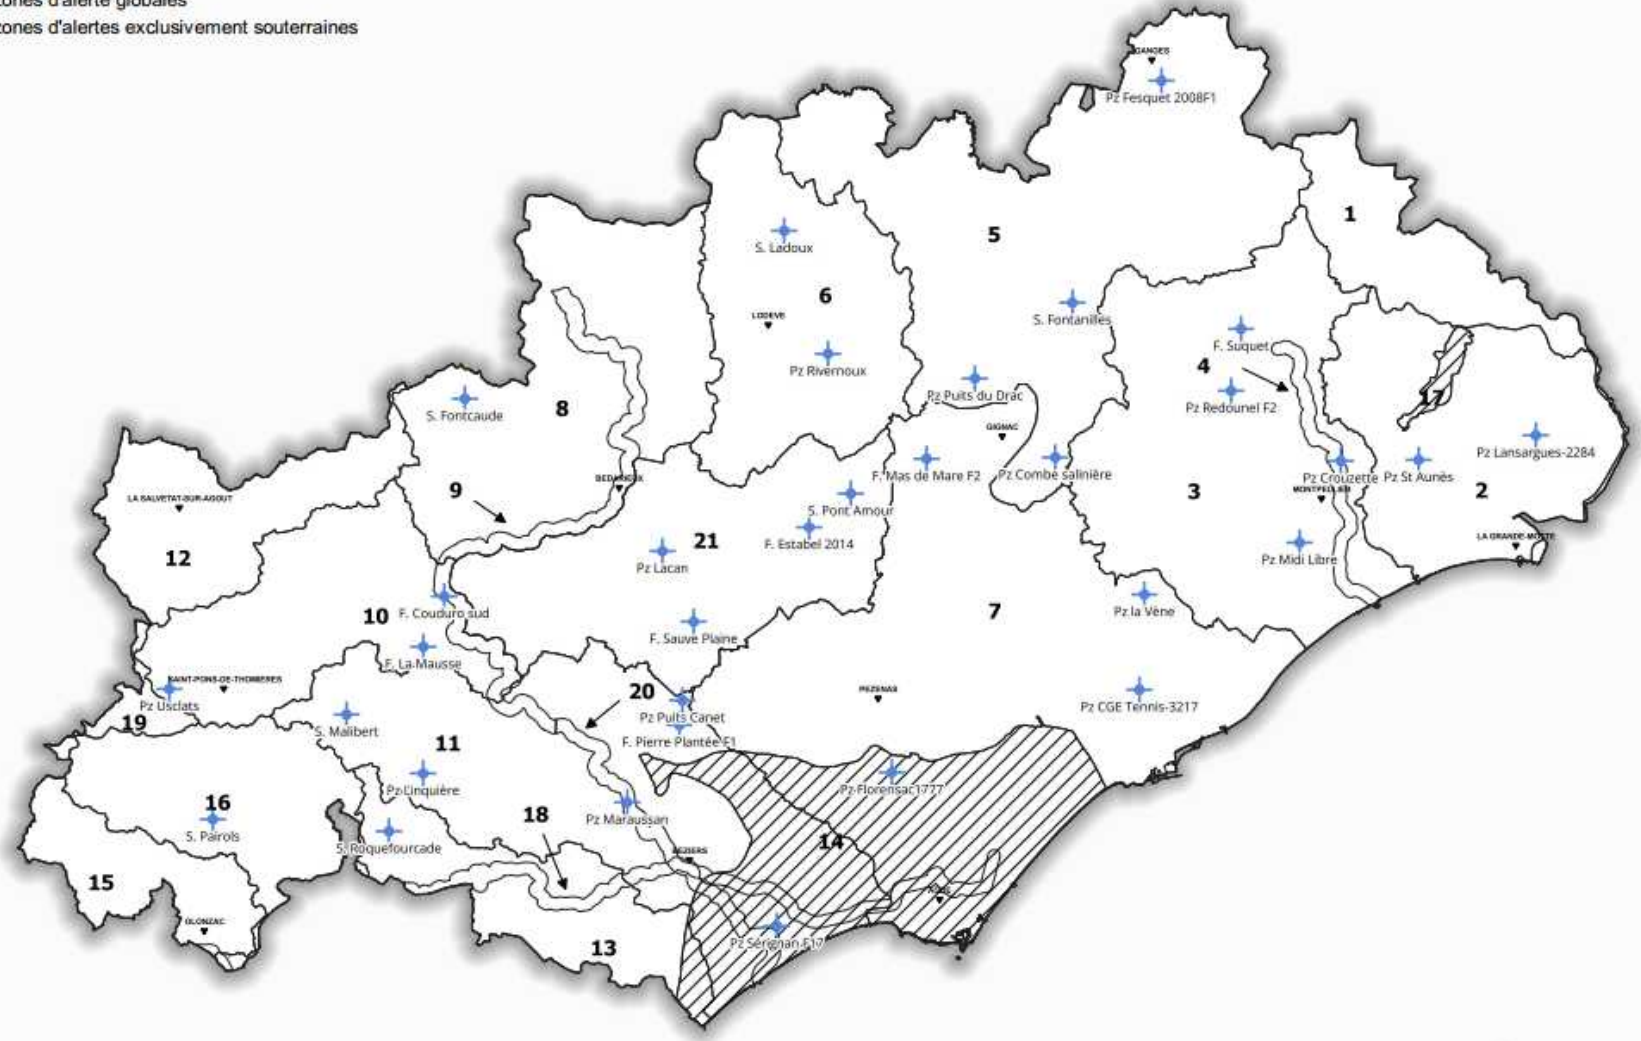 zones d'alerte globales
zones d'alertes exclusivement souterraines
GANGES
Pz Fesquet 2008F1
1
5
S. Ladoux
6
S. Fontanilles
LODEVE
F. Suquet
Pz Rivernoux
4
Pz Puits du Drac
Pz Redounel F2
17
S. Fontcaude
8
GIGNAC
Pz Lansargues-2284
F. Mas de Mare F2
Pz Combe salinière
Pz Crouzette
Pz St Aunès
BEDARIEUX
MONTPELLIER
9
3
2
LA SALVETAT-SUR-AGOUT
S. Pont Amour
LA GRANDE-MOTTE
21
F. Estabel 2014
12
Pz Lacan
Pz Midi Libre
10
F. Couduro sud
Pz la Vène
7
F. Sauve Plaine
F. La Mausse
SAINT-PONS-DE-THOMIERES
20
PEZENAS
Pz Usclats
Pz CGE Tennis-3217
19
Pz Puits Canet
S. Malibert
11
F. Pierre Plantée F1
Pz Linquière
Pz Florensac1777
16
S. Pairols
18
Pz Maraussan
14
S. Roquefourcade
BEZIERS
15
OLONZAC
13
Pz Sérignan F17